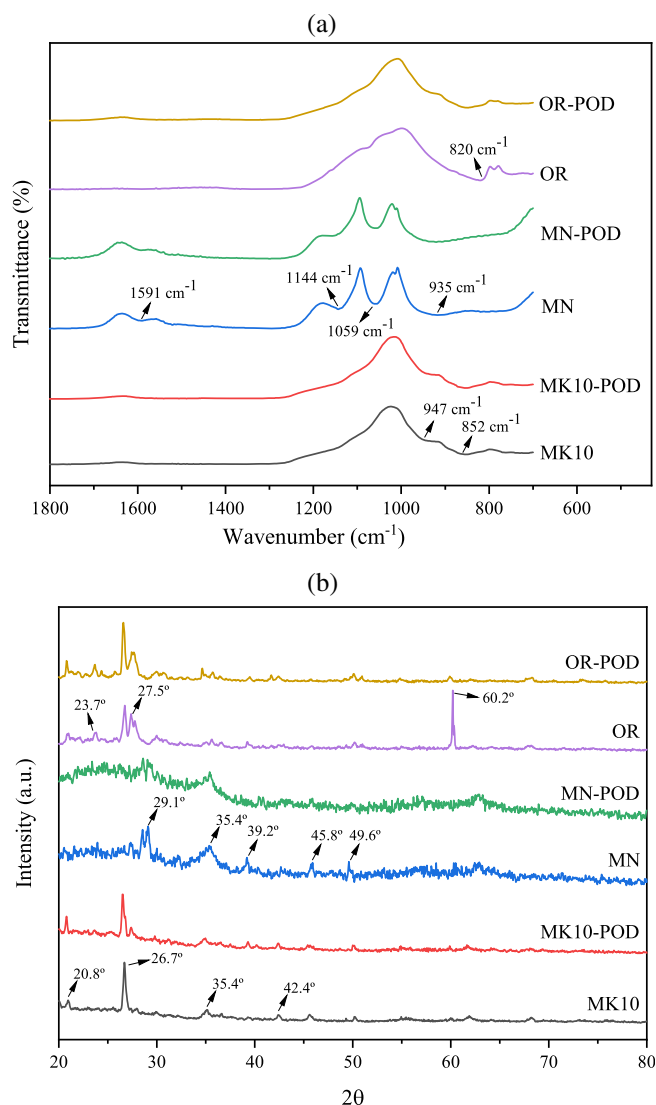 (a)
OR-POD
820 cm⁻¹
OR
Transmittance (%)
MN-POD
1144 cm⁻¹
935 cm⁻¹
1591 cm⁻¹
MN
1059 cm⁻¹
MK10-POD
947 cm⁻¹
852 cm⁻¹
MK10
1800 1600 1400 1200 1000 800 600
Wavenumber (cm⁻¹)
(b)
OR-POD
27.5º
60.2º
23.7º
OR
Intensity (a.u.)
MN-POD
29.1º
35.4º
39.2º
45.8º
49.6º
MN
MK10-POD
26.7º
20.8º
35.4º
42.4º
MK10
20 30 40 50 60 70 80
2θ